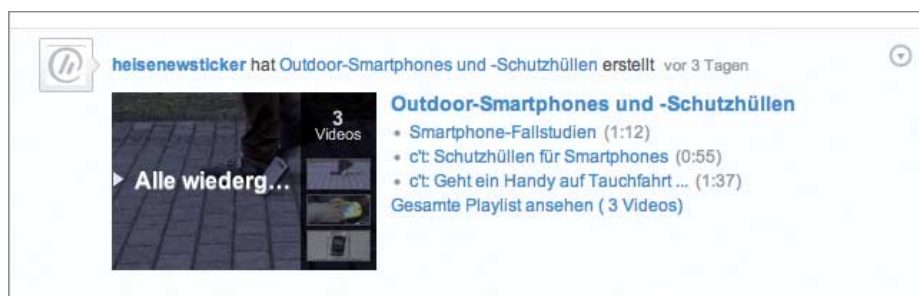 heisenewsticker hat Outdoor-Smartphones und -Schutzhüllen erstellt vor 3 Tagen
3
Videos
Alle wiederg...
Outdoor-Smartphones und -Schutzhüllen
• Smartphone-Fallstudien (1:12)
• c't: Schutzhüllen für Smartphones (0:55)
• c't: Geht ein Handy auf Tauchfahrt ... (1:37)
Gesamte Playlist ansehen ( 3 Videos)